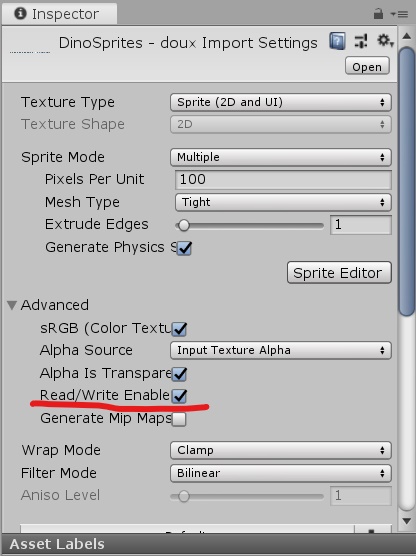 Inspector
DinoSprites - doux Import Settings
Open
Texture Type Sprite (2D and UI)
Texture Shape 2D
Sprite Mode Multiple
Pixels Per Unit 100
Mesh Type Tight
Extrude Edges 1
Generate Physics S
Sprite Editor
Advanced
sRGB (Color Textu
Alpha Source Input Texture Alpha
Alpha Is Transpare
Read/Write Enable
Generate Mip Maps
Wrap Mode Clamp
Filter Mode Bilinear
Aniso Level 1
Asset Labels